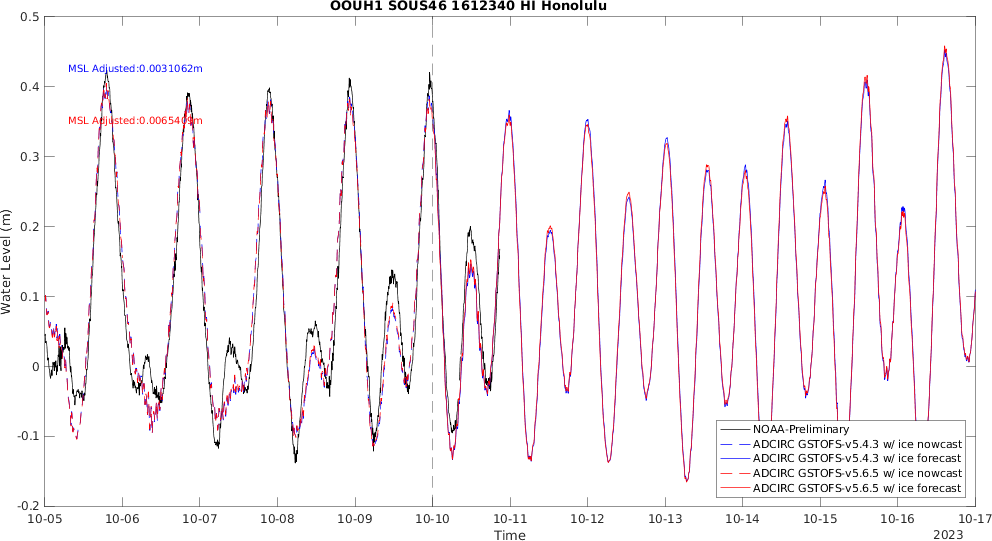 OOUH1 SOUS46 1612340 HI Honolulu
0.5
0.4
0.3
0.2
0.1
0
-0.1
-0.2
Water Level (m)
MSL Adjusted:0.0031062m
MSL Adjusted:0.0065409m
NOAA-Preliminary
ADCIRC GSTOFS-v5.4.3 w/ ice nowcast
ADCIRC GSTOFS-v5.4.3 w/ ice forecast
ADCIRC GSTOFS-v5.6.5 w/ ice nowcast
ADCIRC GSTOFS-v5.6.5 w/ ice forecast
10-05 10-06 10-07 10-08 10-09 10-10 10-11 10-12 10-13 10-14 10-15 10-16 10-17
Time
2023